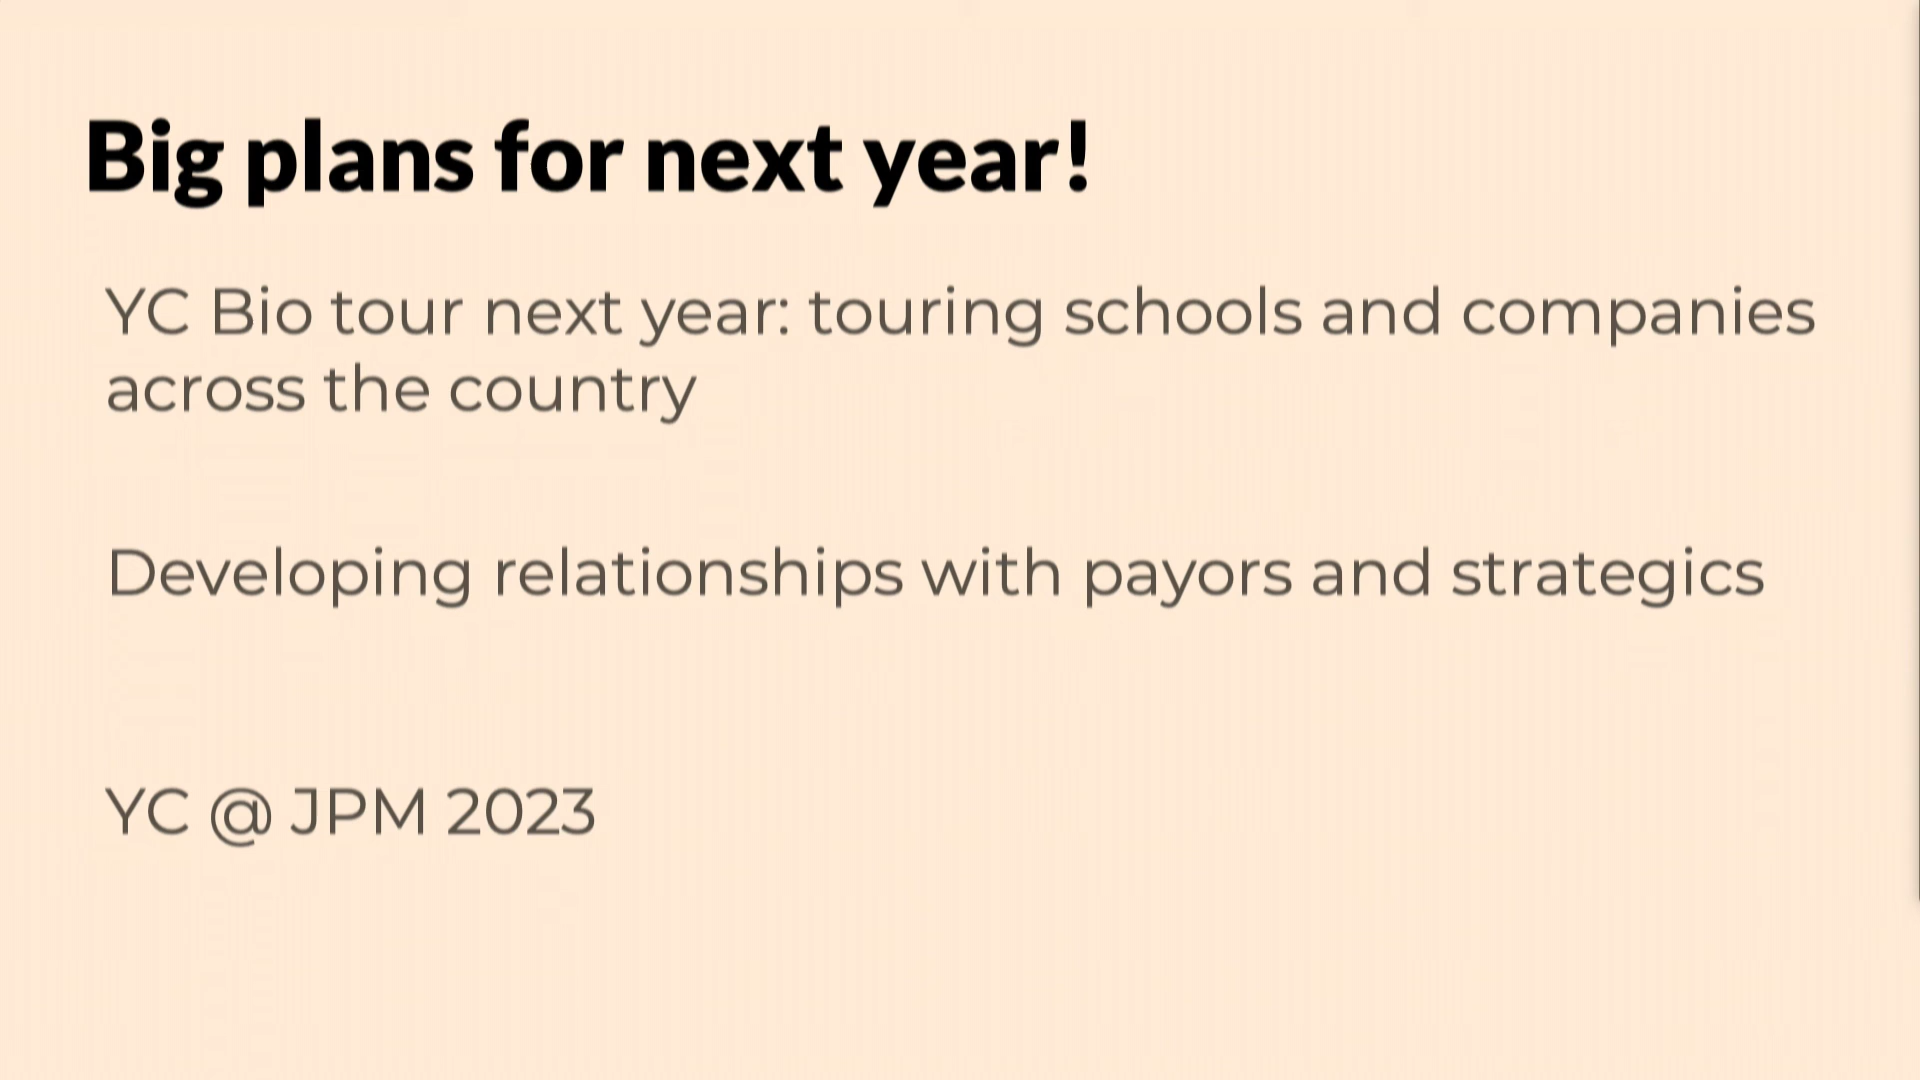 Big plans for next year!
YC Bio tour next year: touring schools and companies
across the country
Developing relationships with payors and strategics
YC @ JPM 2023